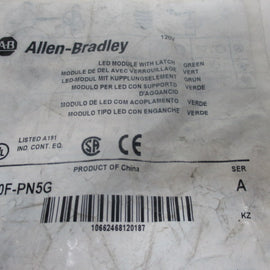 AB Allen-Bradley
120V
LED MODULE WITH LATCH GREEN
MODULE DE DEL AVEC VERROUILLAGE VERT
LED-MODUL MIT KUPPLUNGSELEMENT GRÜN
MODULO PER LED CON SUPPORTO VERDE
D'AGGANCIO
MODULO DE LED COM ACOPLAMENTO VERDE
MODULO TIPO LED CON ENGANCHE VERDE
UL LISTED A191
IND. CONT. EQ.
SA CE
PRODUCT OF China
SER
0F-PN5G
A
KZ
10662468120187